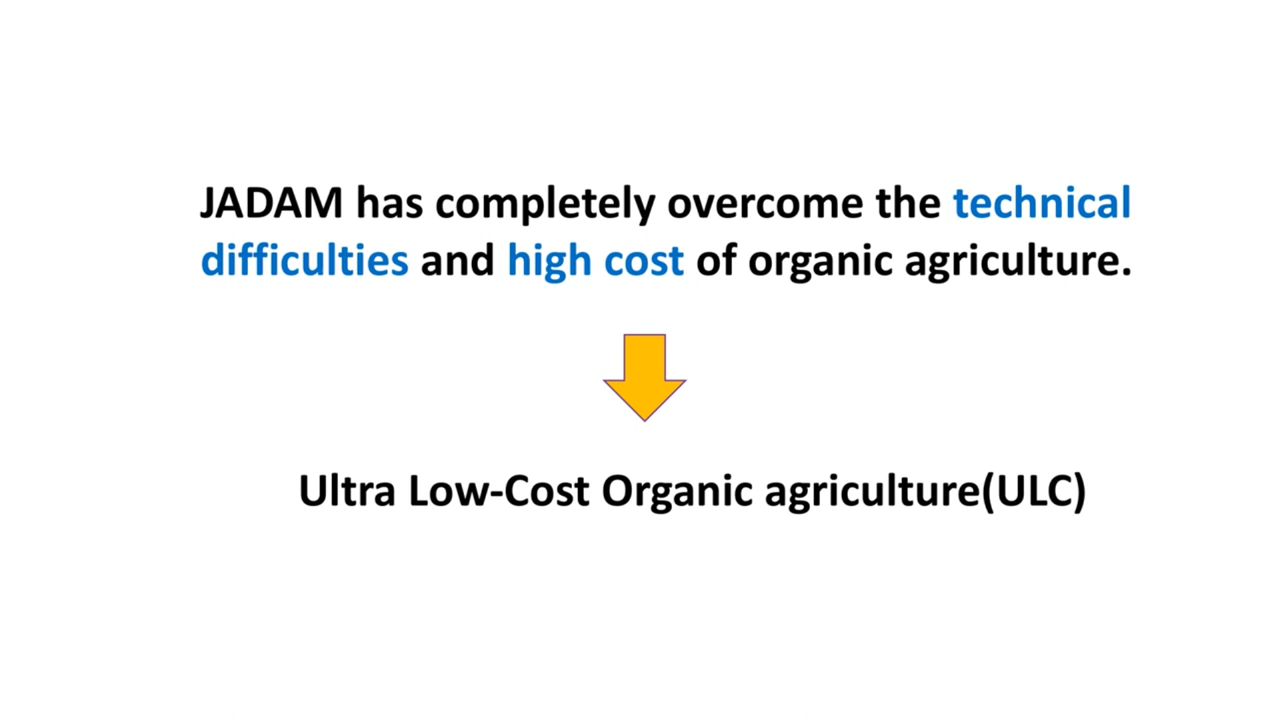 JADAM has completely overcome the technical
difficulties and high cost of organic agriculture.
Ultra Low-Cost Organic agriculture(ULC)